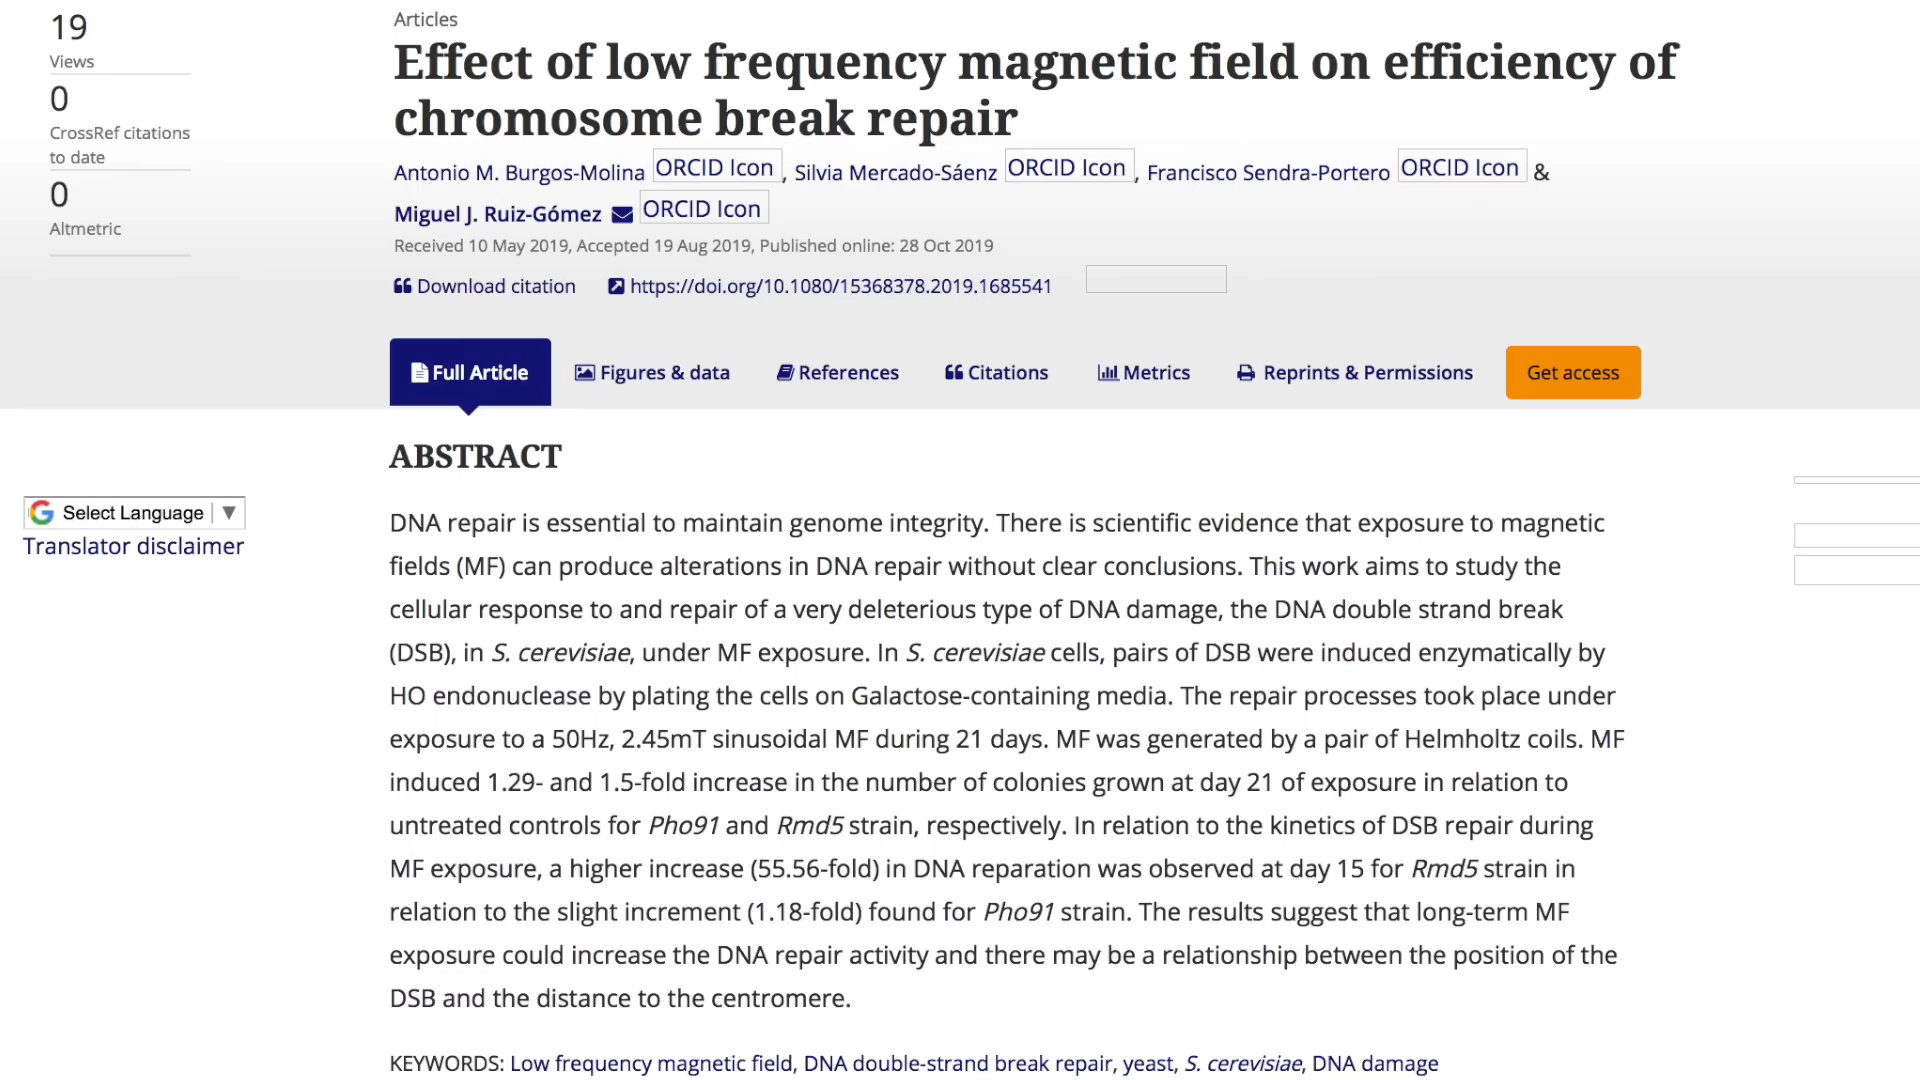 19
Views
0
CrossRef citations
to date
0
Altmetric
Articles
Effect of low frequency magnetic field on efficiency of
chromosome break repair
Antonio M. Burgos-Molina ORCID Icon, Silvia Mercado-Sáenz ORCID Icon, Francisco Sendra-Portero ORCID Icon &
Miguel J. Ruiz-Gómez ORCID Icon
Received 10 May 2019, Accepted 19 Aug 2019, Published online: 28 Oct 2019
Download citation https://doi.org/10.1080/15368378.2019.1685541
Full Article Figures & data References Citations Metrics Reprints & Permissions Get access
Select Language ▼
Translator disclaimer
ABSTRACT
DNA repair is essential to maintain genome integrity. There is scientific evidence that exposure to magnetic
fields (MF) can produce alterations in DNA repair without clear conclusions. This work aims to study the
cellular response to and repair of a very deleterious type of DNA damage, the DNA double strand break
(DSB), in S. cerevisiae, under MF exposure. In S. cerevisiae cells, pairs of DSB were induced enzymatically by
HO endonuclease by plating the cells on Galactose-containing media. The repair processes took place under
exposure to a 50Hz, 2.45mT sinusoidal MF during 21 days. MF was generated by a pair of Helmholtz coils. MF
induced 1.29- and 1.5-fold increase in the number of colonies grown at day 21 of exposure in relation to
untreated controls for Pho91 and Rmd5 strain, respectively. In relation to the kinetics of DSB repair during
MF exposure, a higher increase (55.56-fold) in DNA reparation was observed at day 15 for Rmd5 strain in
relation to the slight increment (1.18-fold) found for Pho91 strain. The results suggest that long-term MF
exposure could increase the DNA repair activity and there may be a relationship between the position of the
DSB and the distance to the centromere.
KEYWORDS: Low frequency magnetic field, DNA double-strand break repair, yeast, S. cerevisiae, DNA damage